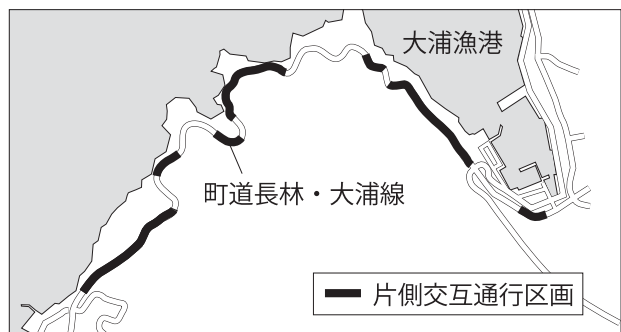 大浦漁港
町道長林・大浦線
片側交互通行区画